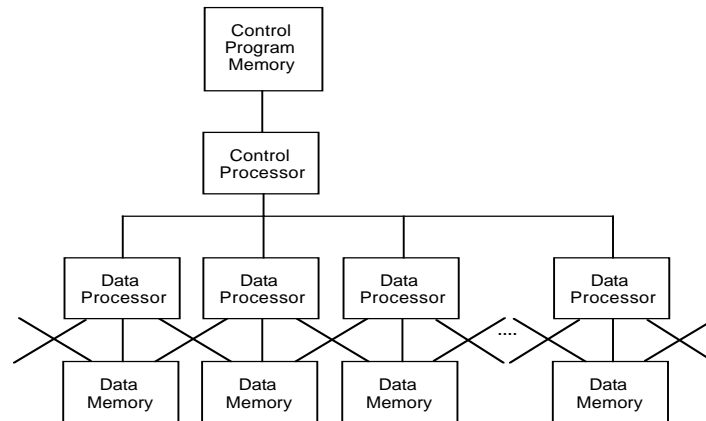 Control
Program
Memory
Control
Processor
Data
Processor
Data
Processor
Data
Processor
Data
Processor
....
Data
Memory
Data
Memory
Data
Memory
Data
Memory